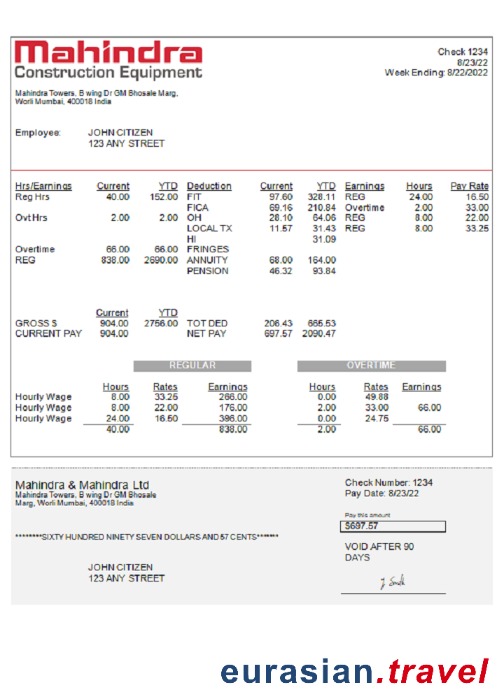 Mahindra
Construction Equipment
Check 1234
8/23/22
Week Ending: 8/22/2022
Mahindra Towers, B wing Dr GM Bhosale Marg,
Worli Mumbai, 400018 India
Employee: JOHN CITIZEN
123 ANY STREET
Hrs/Earnings Current YTD Deduction Current YTD Earnings Hours Pay Rate
Reg Hrs 40.00 152.00 FIT 97.60 328.11 REG 24.00 16.50
FICA 69.16 210.84 Overtime 2.00 33.00
Ovt Hrs 2.00 2.00 OH 28.10 64.06 REG 8.00 22.00
LOCAL TX 11.57 31.43 REG 8.00 33.25
HI 31.09
Overtime 66.00 66.00 FRINGES
REG 838.00 2690.00 ANNUITY 68.00 164.00
PENSION 46.32 93.84
Current YTD
GROSS $ 904.00 2756.00 TOT DED 206.43 665.53
CURRENT PAY 904.00 NET PAY 697.57 2090.47
REGULAR OVERTIME
Hours Rates Earnings Hours Rates Earnings
Hourly Wage 8.00 33.25 266.00 0.00 49.88
Hourly Wage 8.00 22.00 176.00 2.00 33.00 66.00
Hourly Wage 24.00 16.50 396.00 0.00 24.75
40.00 838.00 2.00 66.00
Mahindra & Mahindra Ltd
Mahindra Towers, B wing Dr GM Bhosale
Marg, Worli Mumbai, 400018 India
Check Number: 1234
Pay Date: 8/23/22
Pay this amount
$697.57
********SIXTY HUNDRED NINETY SEVEN DOLLARS AND 57 CENTS*******
VOID AFTER 90
DAYS
JOHN CITIZEN
123 ANY STREET
J. Smith
eurasian.travel